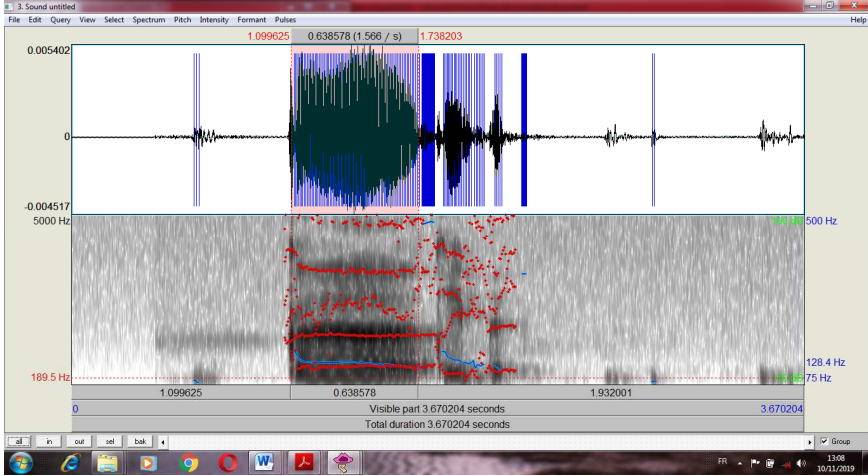 3. Sound untitled
File Edit Query View Select Spectrum Pitch Intensity Formant Pulses Help
1.099625 0.638578 (1.566 / s) 1.738203
0.005402
0
-0.004517
5000 Hz 500 Hz
128.4 Hz
189.5 Hz 75 Hz
1.099625 0.638578 1.932001
0 Visible part 3.670204 seconds 3.670204
Total duration 3.670204 seconds
all in out sel bak Group
W
FR 13:08
10/11/2019